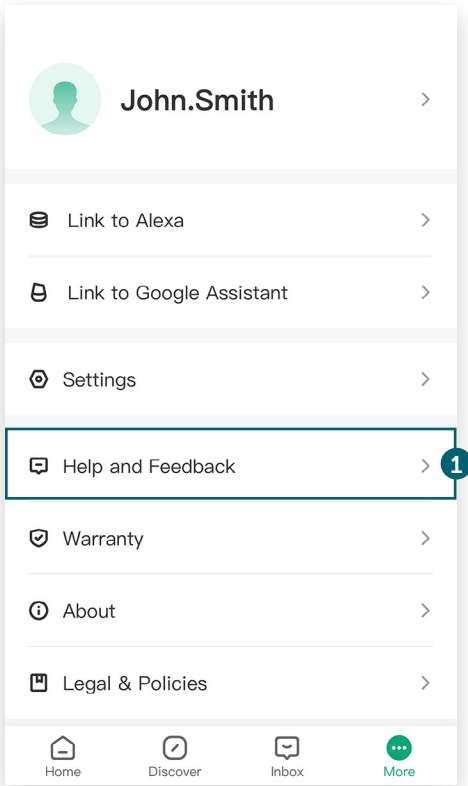 John.Smith
Link to Alexa
Link to Google Assistant
Settings
Help and Feedback
1
Warranty
About
Legal & Policies
Home
Discover
Inbox
More